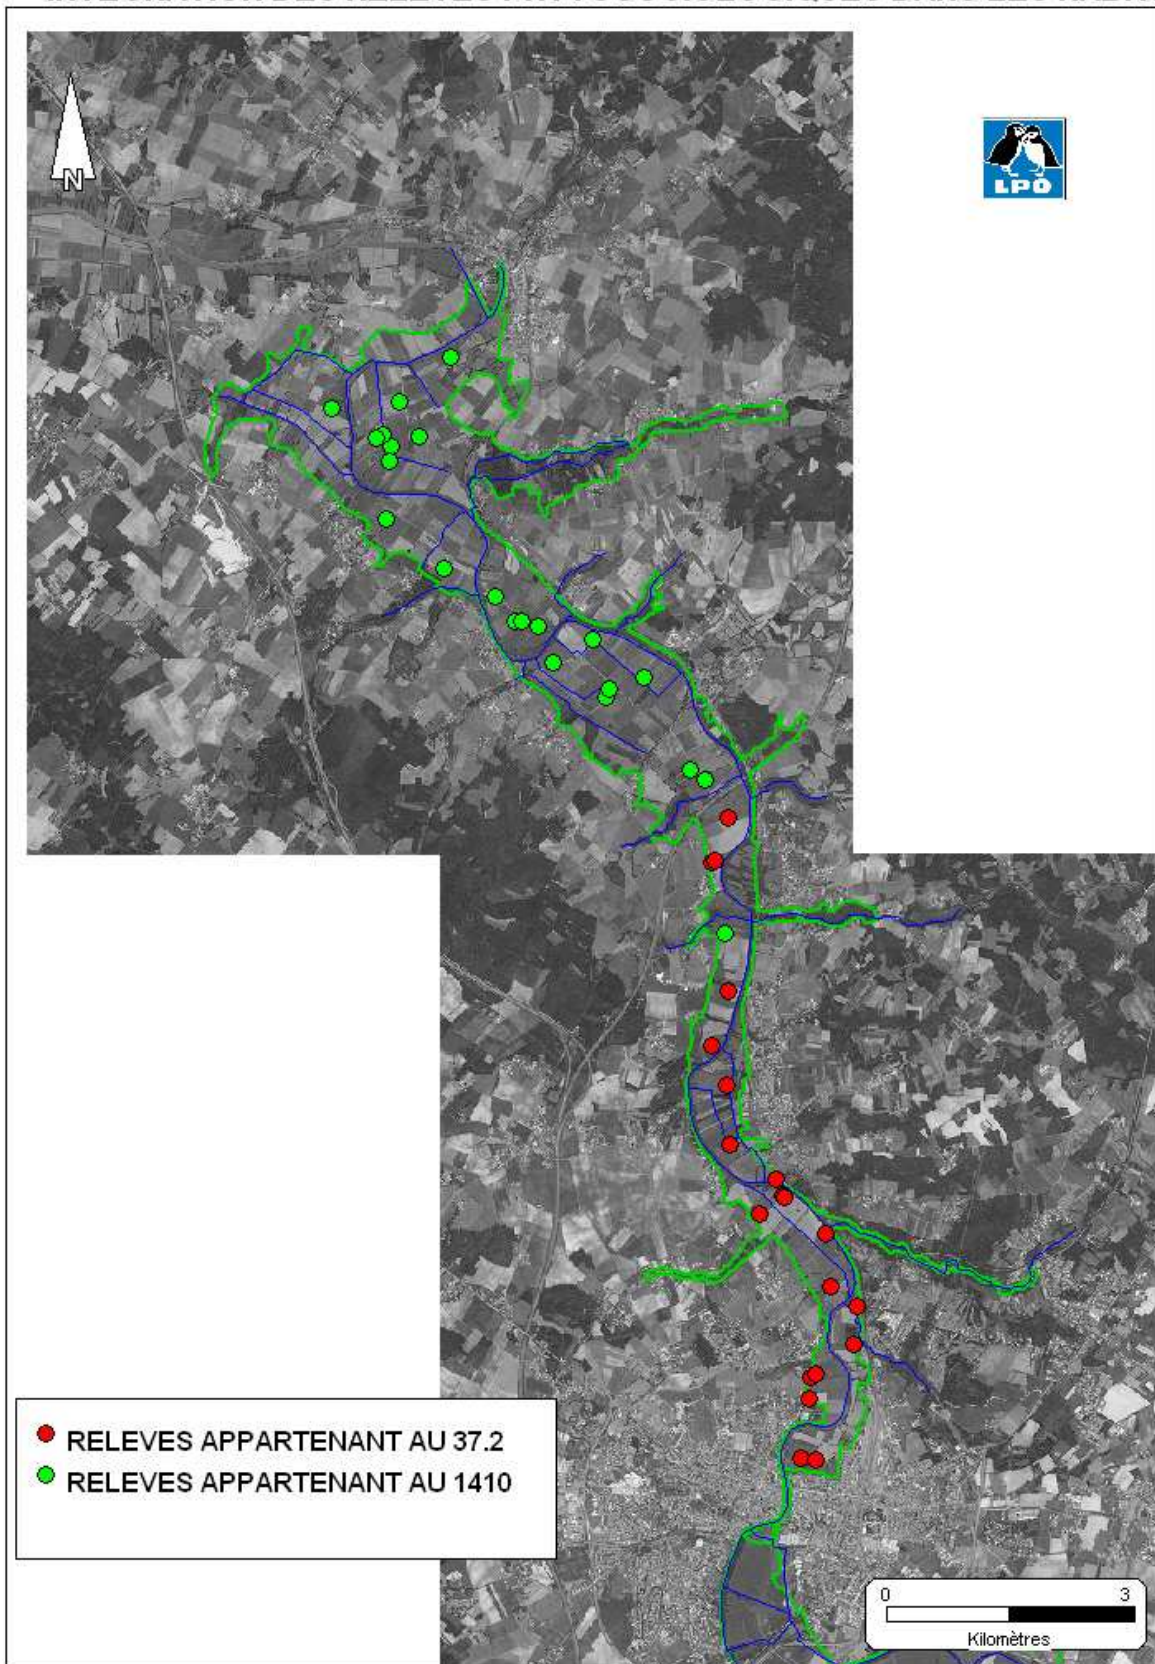 N
LPO
RELEVES APPARTENANT AU 37.2
RELEVES APPARTENANT AU 1410
0 3
Kilomètres